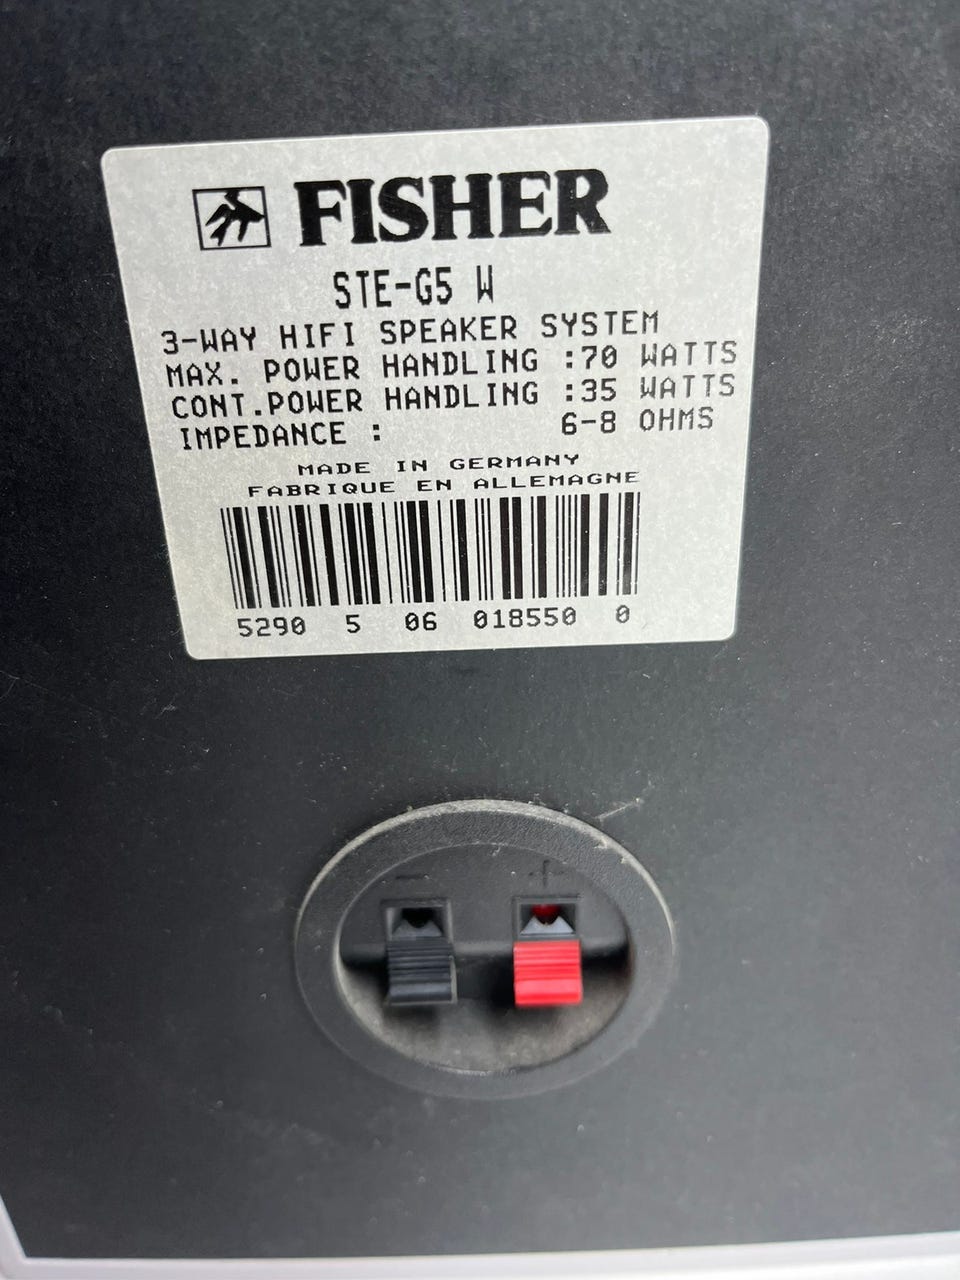 FISHER
STE-G5 W
3-WAY HIFI SPEAKER SYSTEM
MAX. POWER HANDLING :70 WATTS
CONT.POWER HANDLING :35 WATTS
IMPEDANCE : 6-8 OHMS
MADE IN GERMANY
FABRIQUE EN ALLEMAGNE
5290 5 06 018550 0
- +